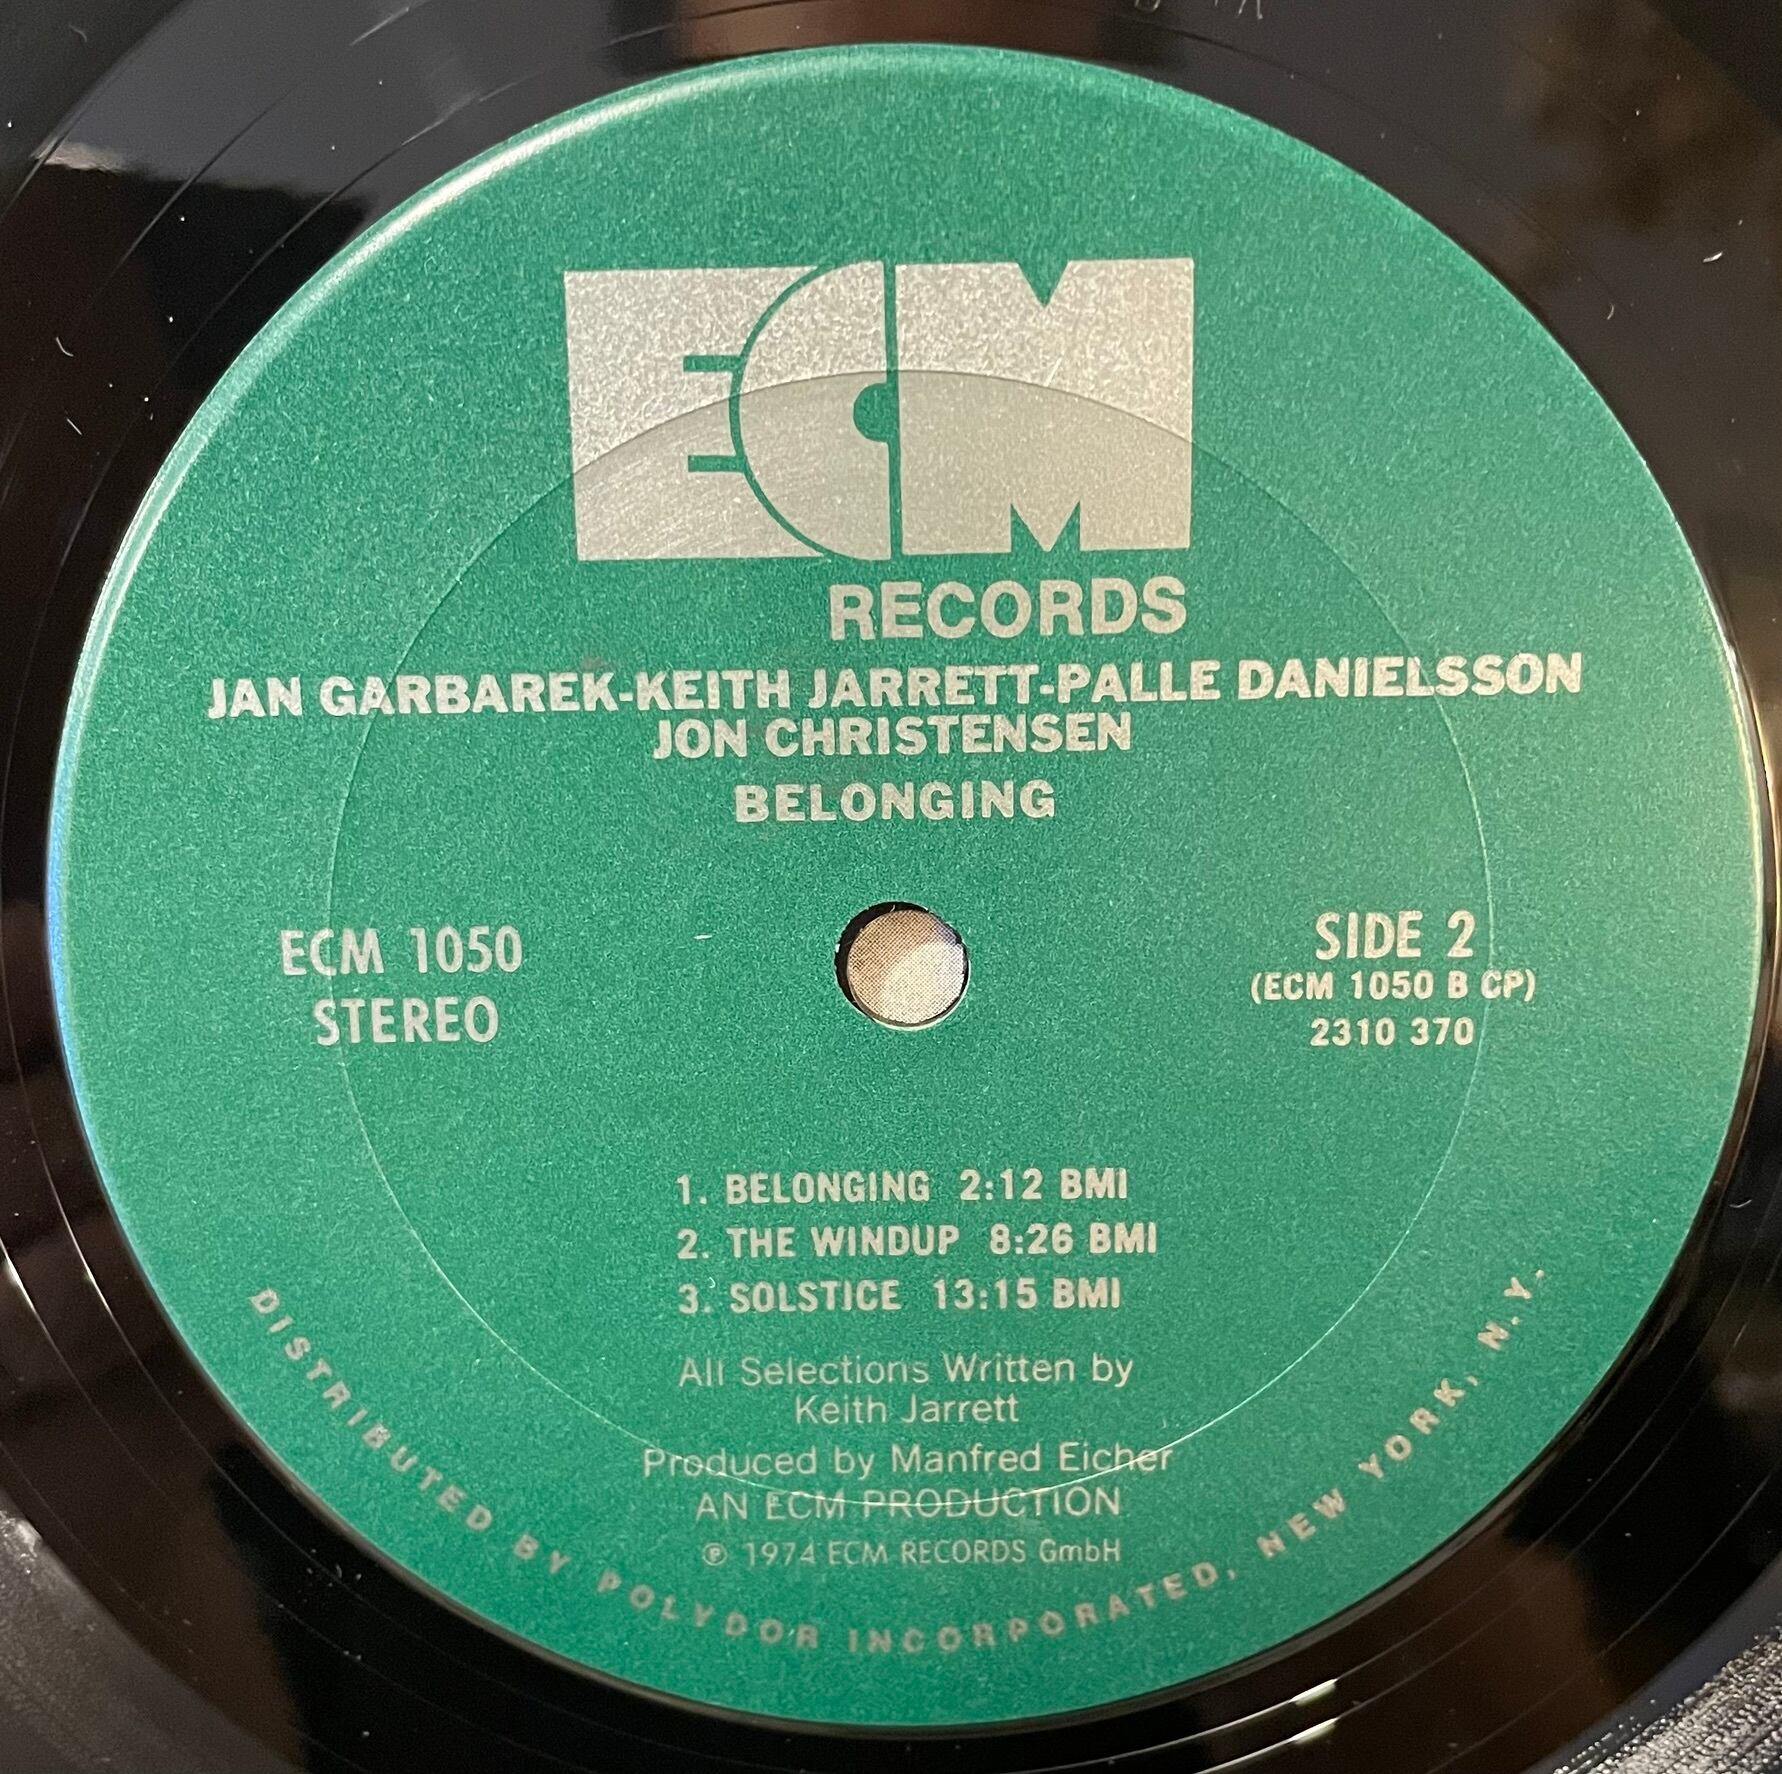 ECM
RECORDS
JAN GARBAREK-KEITH JARRETT-PALLE DANIELSSON
JON CHRISTENSEN
BELONGING
ECM 1050
STEREO
SIDE 2
(ECM 1050 B CP)
2310 370
1. BELONGING 2:12 BMI
2. THE WINDUP 8:26 BMI
3. SOLSTICE 13:15 BMI
All Selections Written by
Keith Jarrett
Produced by Manfred Eicher
AN ECM PRODUCTION
℗ 1974 ECM RECORDS GmbH
DISTRIBUTED BY POLYDOR INCORPORATED, NEW YORK, N.Y.